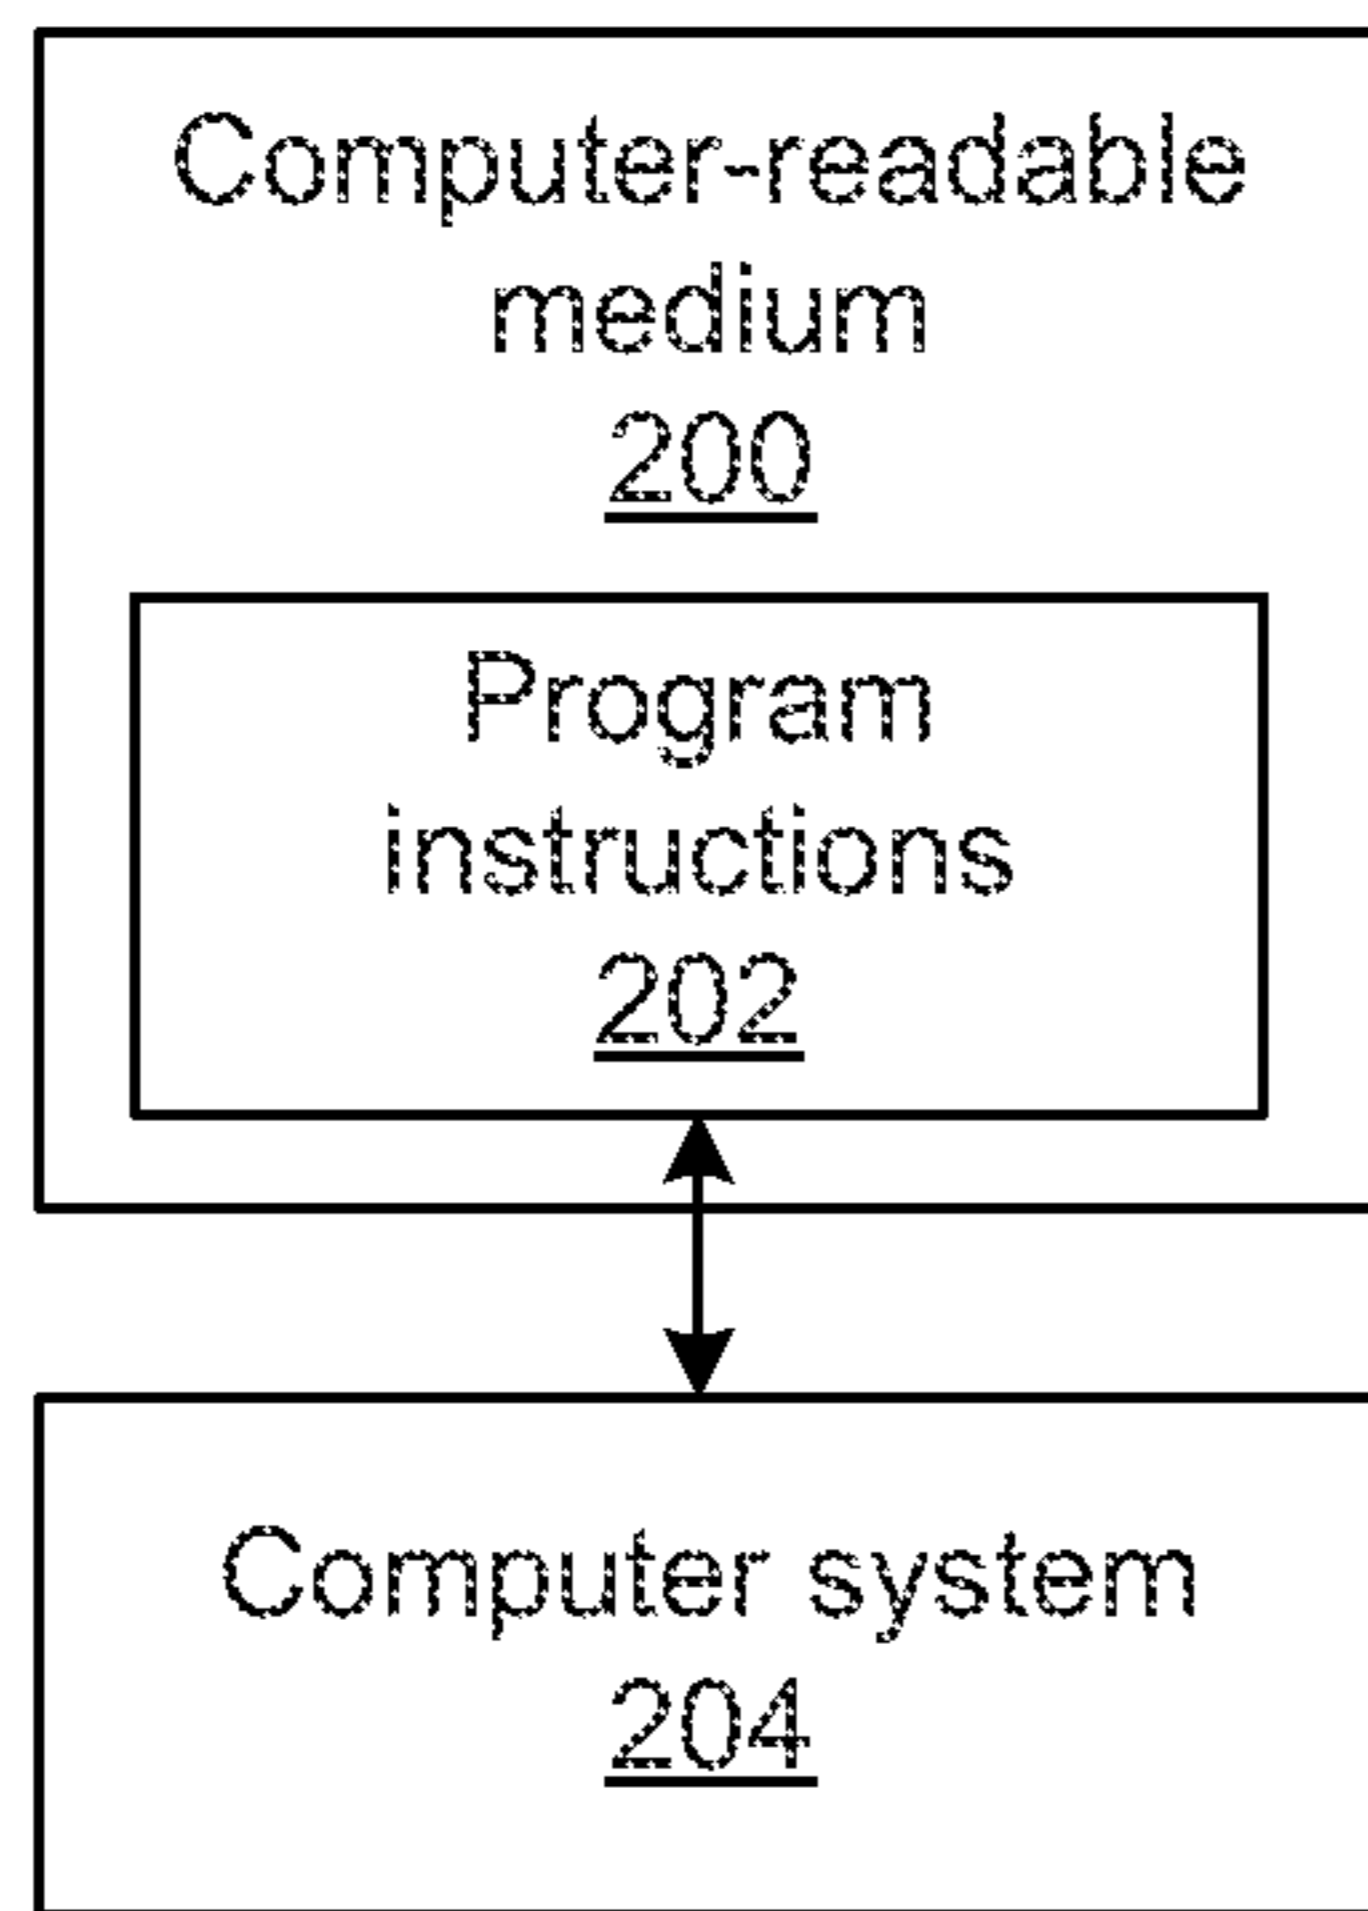 Computer-readable
medium
200
Program
instructions
202
Computer system
204